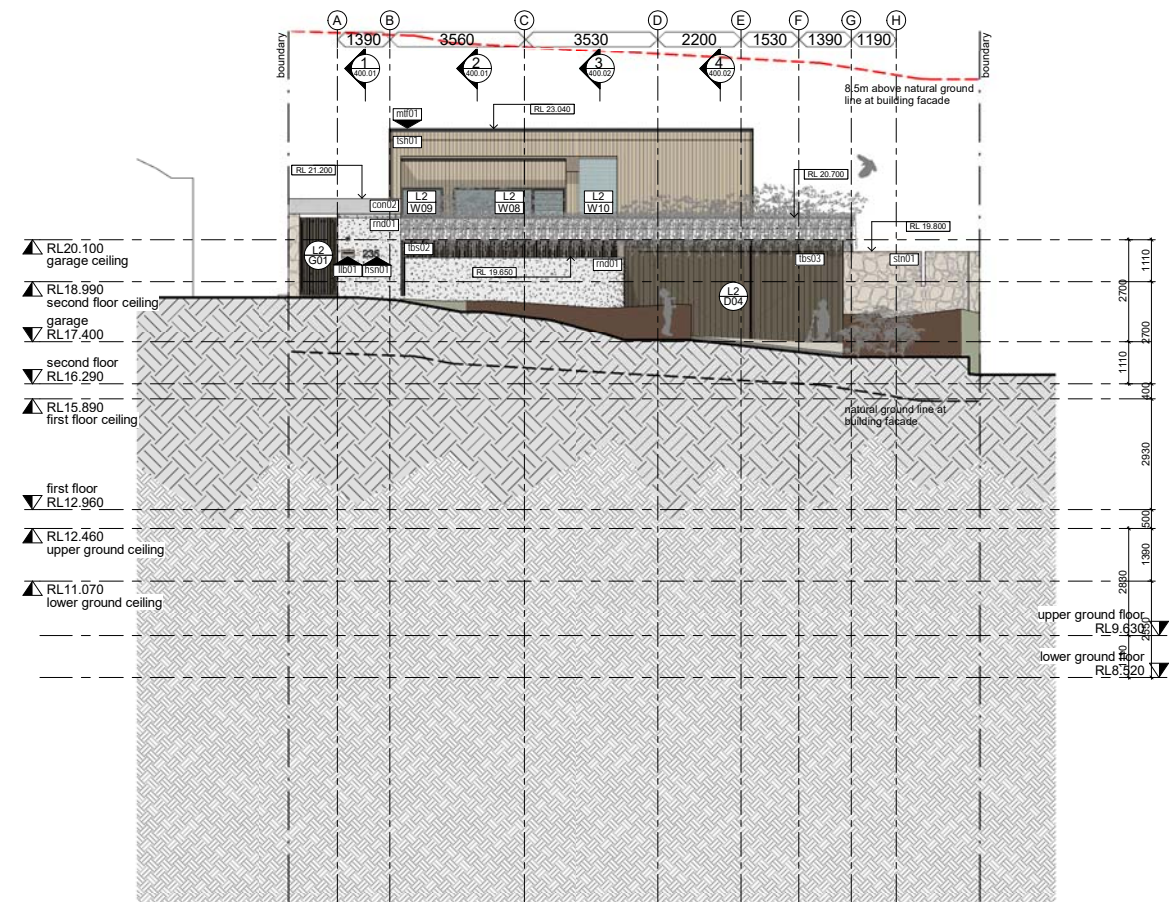 A B C D E F G H
1390 3560 3530 2200 1530 1390 1190
boundary
boundary
1
400.01
2
400.01
3
400.02
4
400.02
8.5m above natural ground
line at building facade
mtf01
RL 23.040
tsh01
RL 21.200
RL 20.700
con02
L2
W09
L2
W08
L2
W10
rnd01
RL 19.800
L2
G01
235
tbs02
llb01
hsn01
RL 19.650
rnd01
tbs03
stn01
L2
D04
RL20.100
garage ceiling
RL18.990
second floor ceiling
garage
RL17.400
second floor
RL16.290
RL15.890
first floor ceiling
natural ground line at
building facade
first floor
RL12.960
RL12.460
upper ground ceiling
RL11.070
lower ground ceiling
upper ground floor
RL9.630
lower ground floor
RL8.520
1110
2700
2700
1110
400
2930
500
1390
2830